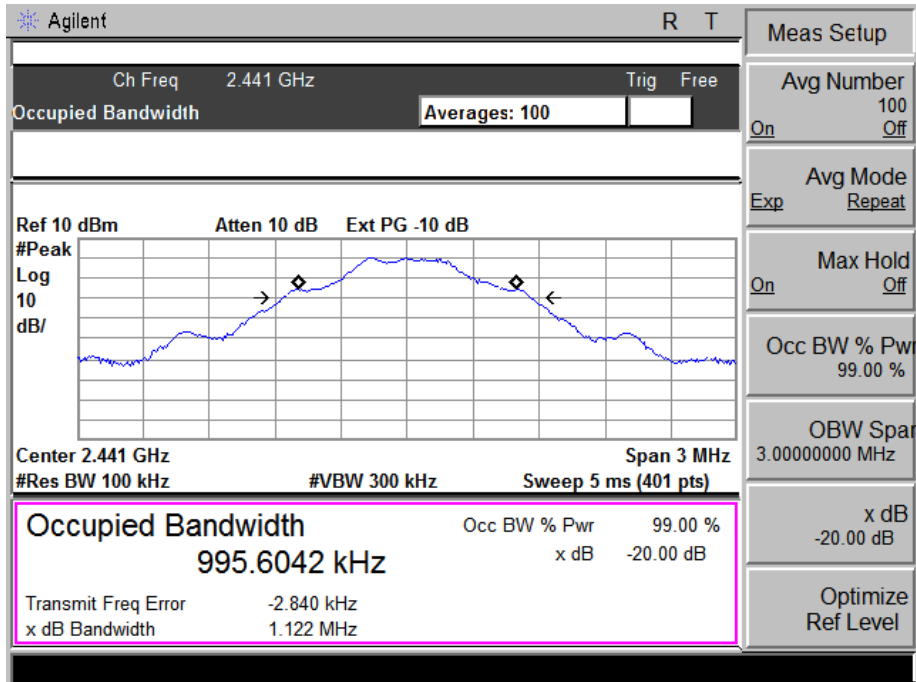 Agilent R T
Ch Freq 2.441 GHz Trig Free
Occupied Bandwidth Averages: 100
Ref 10 dBm Atten 10 dB Ext PG -10 dB
#Peak
Log
10
dB/
Center 2.441 GHz Span 3 MHz
#Res BW 100 kHz #VBW 300 kHz Sweep 5 ms (401 pts)
Occupied Bandwidth Occ BW % Pwr 99.00 %
995.6042 kHz x dB -20.00 dB
Transmit Freq Error -2.840 kHz
x dB Bandwidth 1.122 MHz
Meas Setup
Avg Number
100
On Off
Avg Mode
Exp Repeat
Max Hold
On Off
Occ BW % Pwr
99.00 %
OBW Span
3.00000000 MHz
x dB
-20.00 dB
Optimize
Ref Level